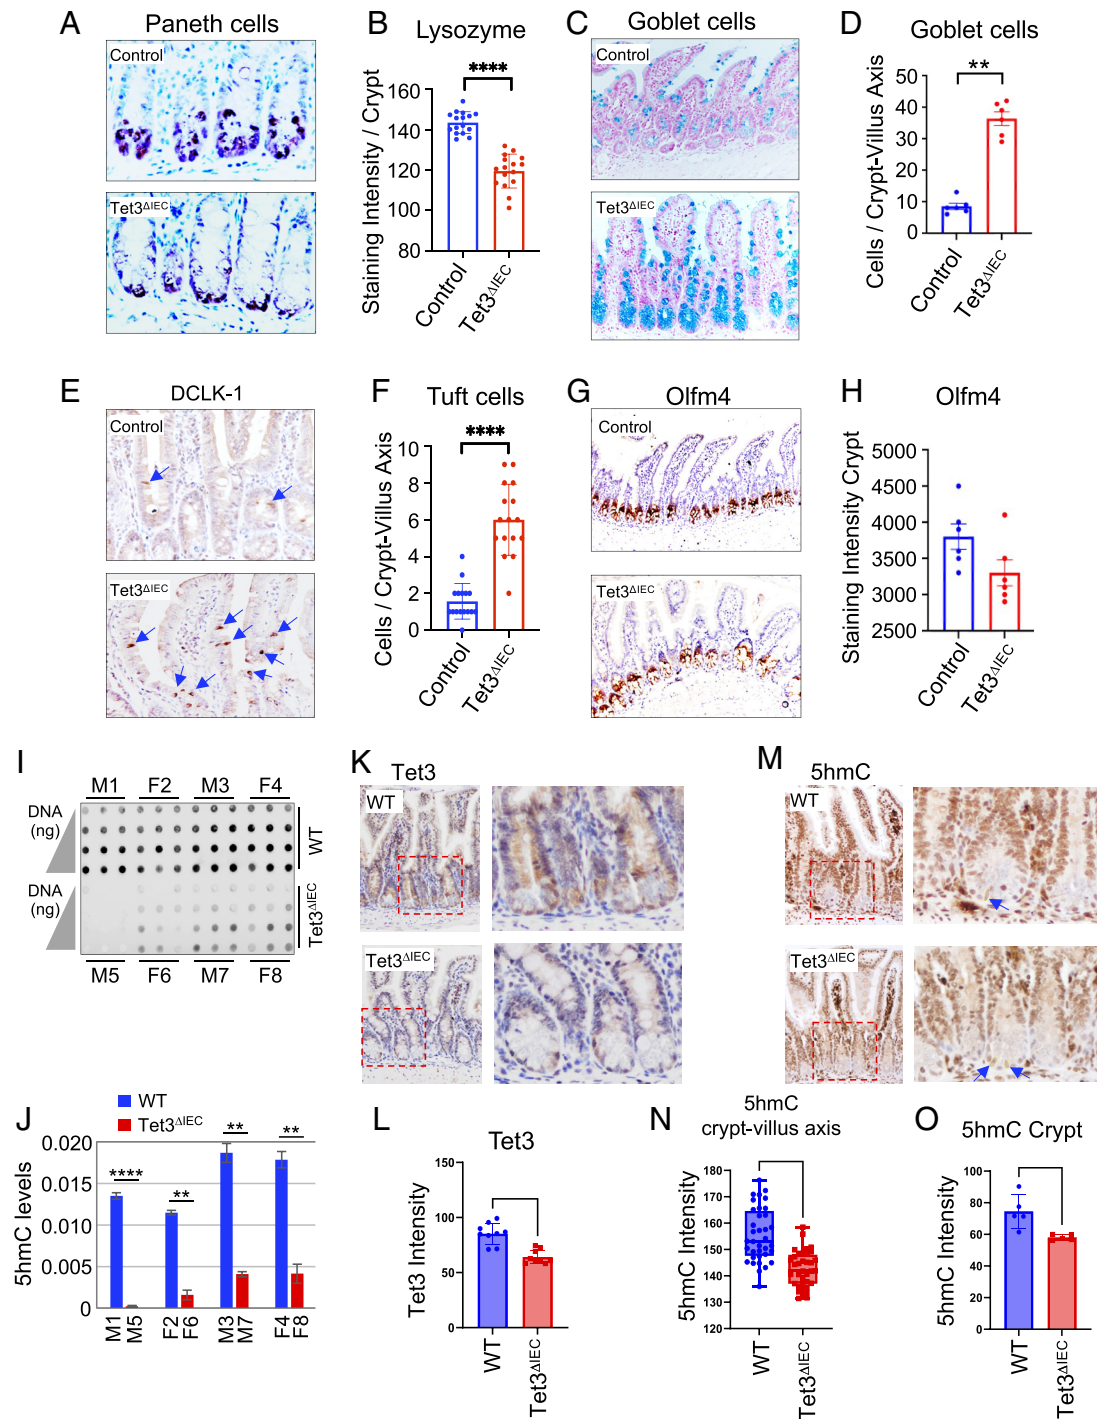 A
Paneth cells
Control
Tet3ΔIEC
B
Lysozyme
****
Staining Intensity / Crypt
160
140
120
100
80
Control
Tet3ΔIEC
C
Goblet cells
Control
Tet3ΔIEC
D
Goblet cells
**
Cells / Crypt-Villus Axis
50
40
30
20
10
0
Control
Tet3ΔIEC
E
DCLK-1
Control
Tet3ΔIEC
F
Tuft cells
****
Cells / Crypt-Villus Axis
10
8
6
4
2
0
Control
Tet3ΔIEC
G
Olfm4
Control
Tet3ΔIEC
H
Olfm4
Staining Intensity Crypt
5000
4500
4000
3500
3000
2500
Control
Tet3ΔIEC
I
M1 F2 M3 F4
DNA
(ng)
WT
DNA
(ng)
Tet3ΔIEC
M5 F6 M7 F8
J
WT
Tet3ΔIEC
5hmC levels
0.020
0.015
0.010
0.005
0
****
**
**
**
M1
M5
F2
F6
M3
M7
F4
F8
K
Tet3
WT
Tet3ΔIEC
L
Tet3
Tet3 Intensity
150
100
50
0
WT
Tet3ΔIEC
M
5hmC
WT
Tet3ΔIEC
N
5hmC
crypt-villus axis
5hmC Intensity
180
170
160
150
140
130
120
WT
Tet3ΔIEC
O
5hmC Crypt
5hmC Intensity
100
80
60
40
20
0
WT
Tet3ΔIEC